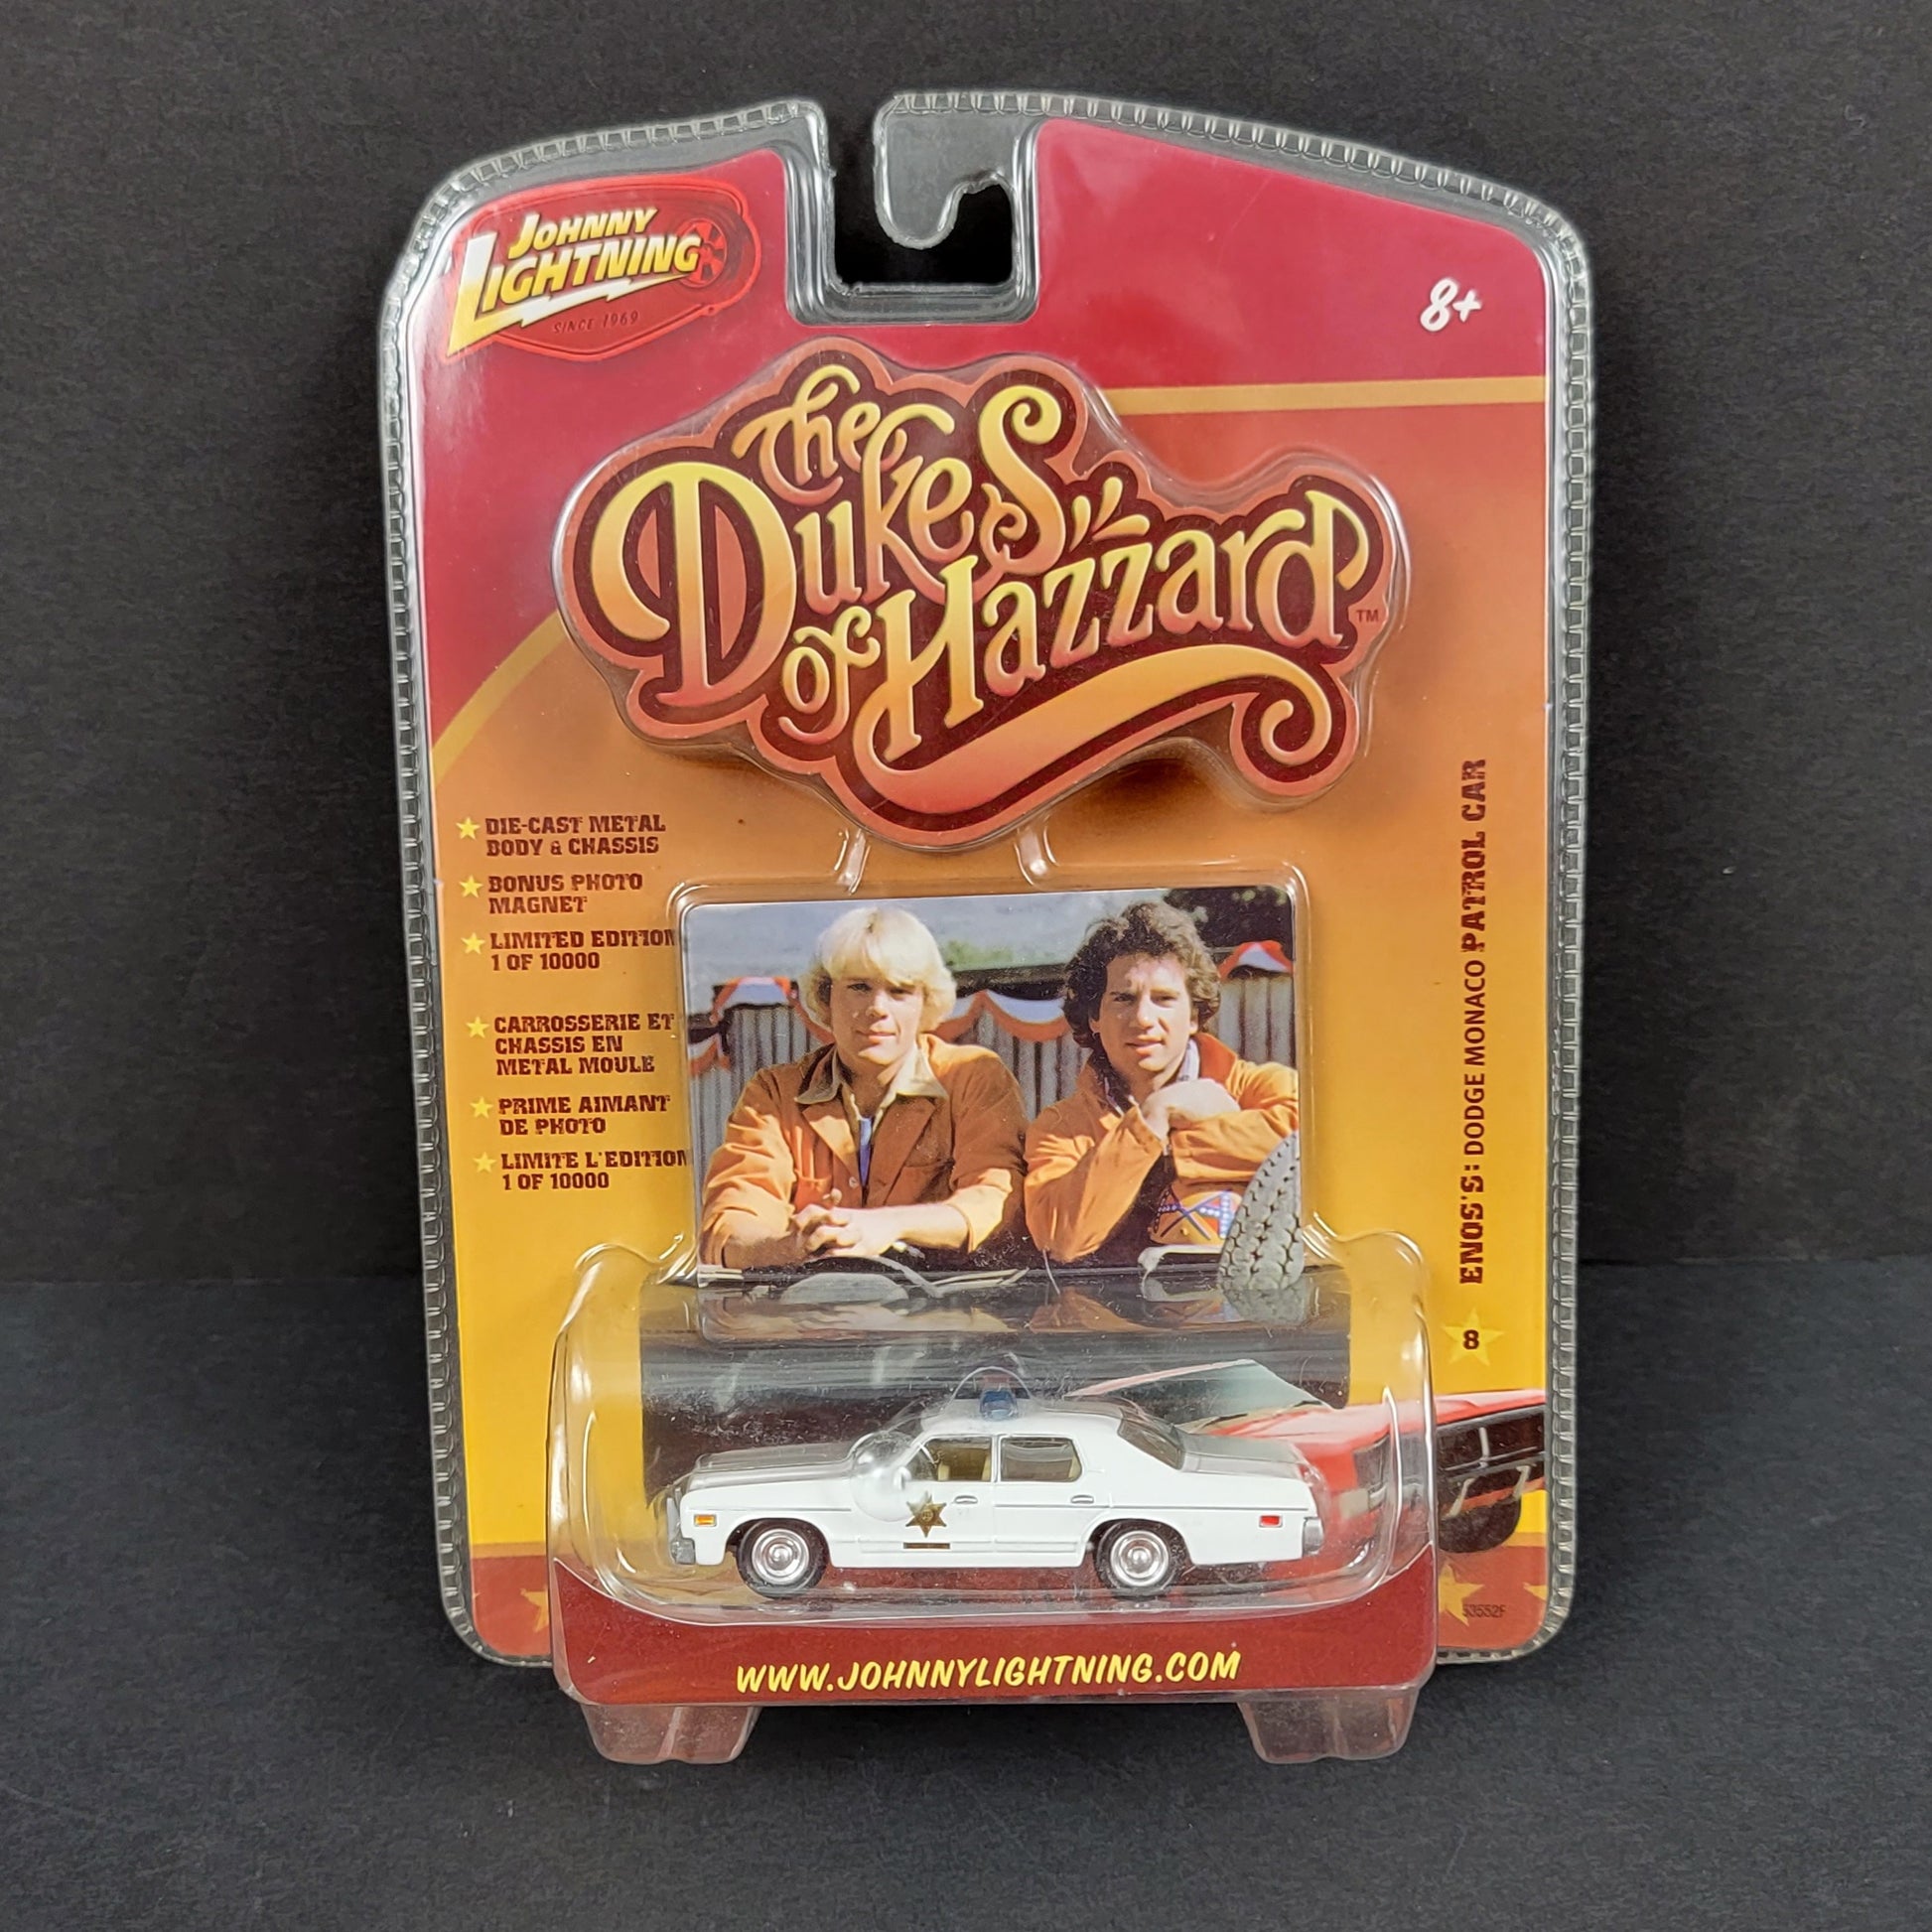 JOHNNY
LIGHTNING
SINCE 1969
8+
The
Dukes
of Hazzard
TM
DIE-CAST METAL
BODY & CHASSIS
BONUS PHOTO
MAGNET
LIMITED EDITION
1 OF 10000
CARROSSERIE ET
CHASSIS EN
METAL MOULE
PRIME AIMANT
DE PHOTO
LIMITE L'EDITION
1 OF 10000
ENOS'S: DODGE MONACO PATROL CAR
8
53552F
WWW.JOHNNYLIGHTNING.COM